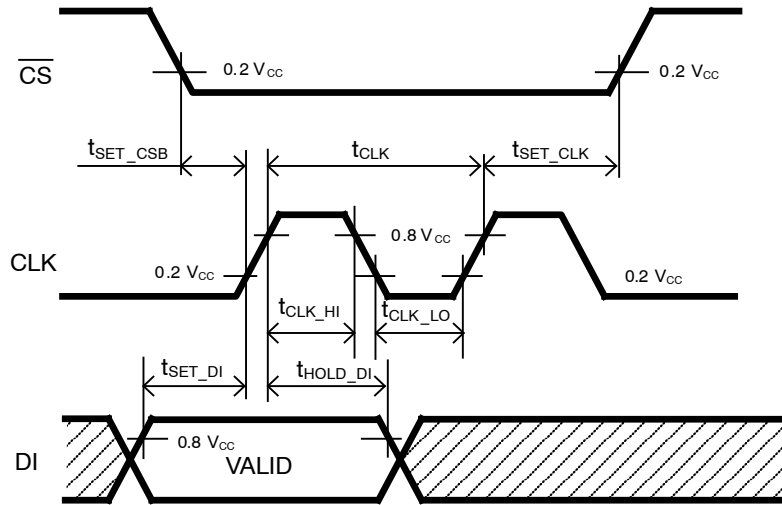 CS
0.2 VCC
0.2 VCC
tSET_CSB
tCLK
tSET_CLK
CLK
0.8 VCC
0.2 VCC
0.2 VCC
tCLK_HI
tCLK_LO
tSET_DI
tHOLD_DI
DI
0.8 VCC
VALID